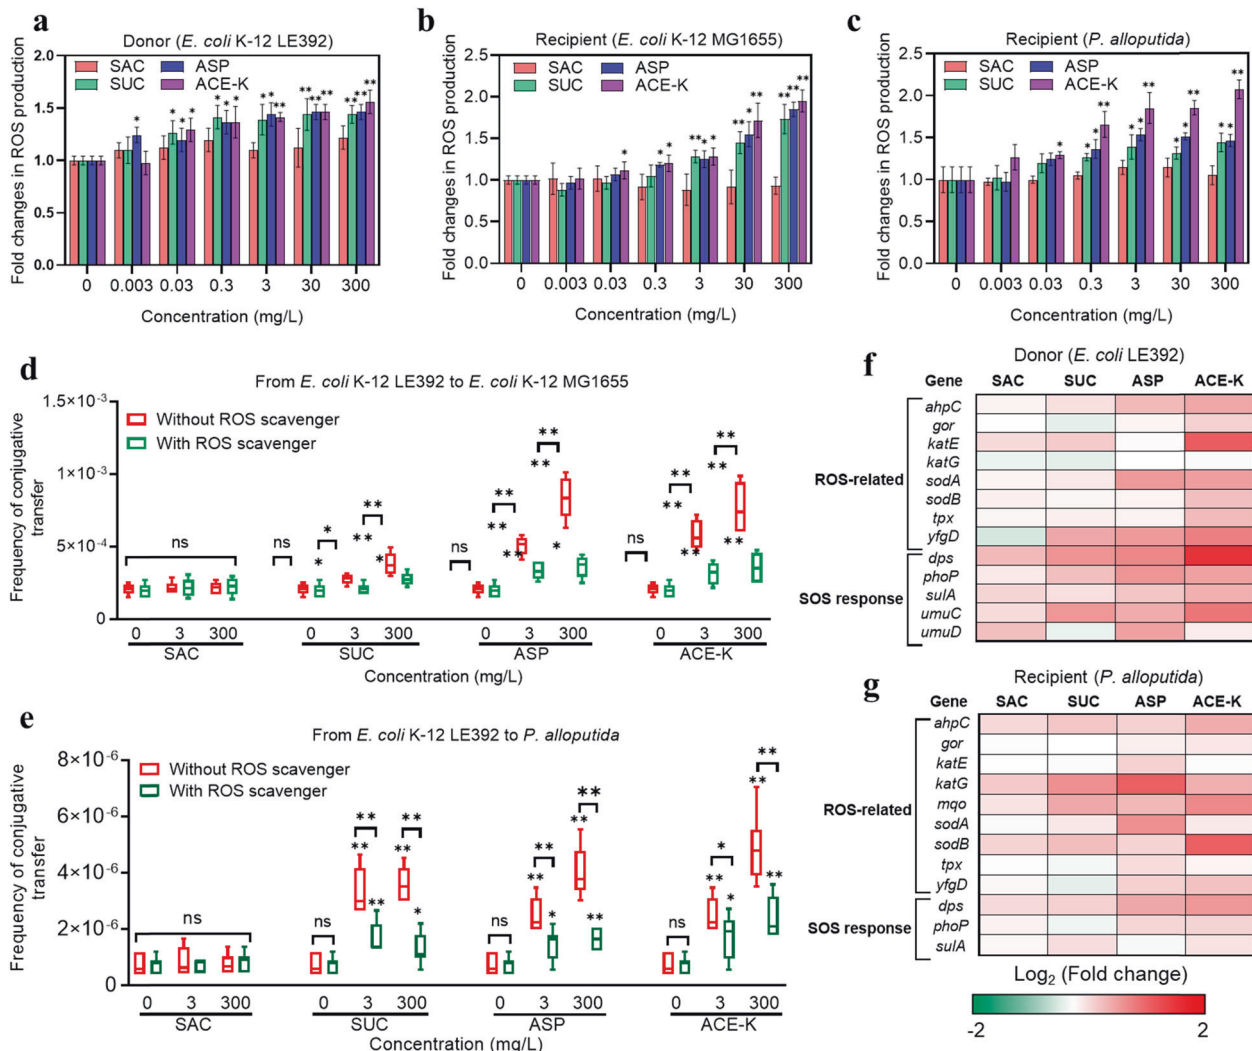 a
Donor (E. coli K-12 LE392)
SAC ASP
SUC ACE-K
Fold changes in ROS production
2.0
1.5
1.0
0.5
0.0
0 0.003 0.03 0.3 3 30 300
Concentration (mg/L)
b
Recipient (E. coli K-12 MG1655)
SAC ASP
SUC ACE-K
Fold changes in ROS production
2.5
2.0
1.5
1.0
0.5
0.0
0 0.003 0.03 0.3 3 30 300
Concentration (mg/L)
c
Recipient (P. alloputida)
SAC ASP
SUC ACE-K
Fold changes in ROS production
2.5
2.0
1.5
1.0
0.5
0.0
0 0.003 0.03 0.3 3 30 300
Concentration (mg/L)
d
From E. coli K-12 LE392 to E. coli K-12 MG1655
Without ROS scavenger
With ROS scavenger
Frequency of conjugative
transfer
1.5×10⁻³
1×10⁻³
5×10⁻⁴
0
ns ns ns ns
0 3 300 0 3 300 0 3 300 0 3 300
SAC SUC ASP ACE-K
Concentration (mg/L)
e
From E. coli K-12 LE392 to P. alloputida
Without ROS scavenger
With ROS scavenger
Frequency of conjugative
transfer
8×10⁻⁶
6×10⁻⁶
4×10⁻⁶
2×10⁻⁶
0
ns ns ns ns
0 3 300 0 3 300 0 3 300 0 3 300
SAC SUC ASP ACE-K
Concentration (mg/L)
f
Donor (E. coli LE392)
Gene SAC SUC ASP ACE-K
ROS-related
ahpC
gor
katE
katG
sodA
sodB
tpx
yfgD
SOS response
dps
phoP
sulA
umuC
umuD
g
Recipient (P. alloputida)
Gene SAC SUC ASP ACE-K
ROS-related
ahpC
gor
katE
katG
mqo
sodA
sodB
tpx
yfgD
SOS response
dps
phoP
sulA
Log₂ (Fold change)
-2 2